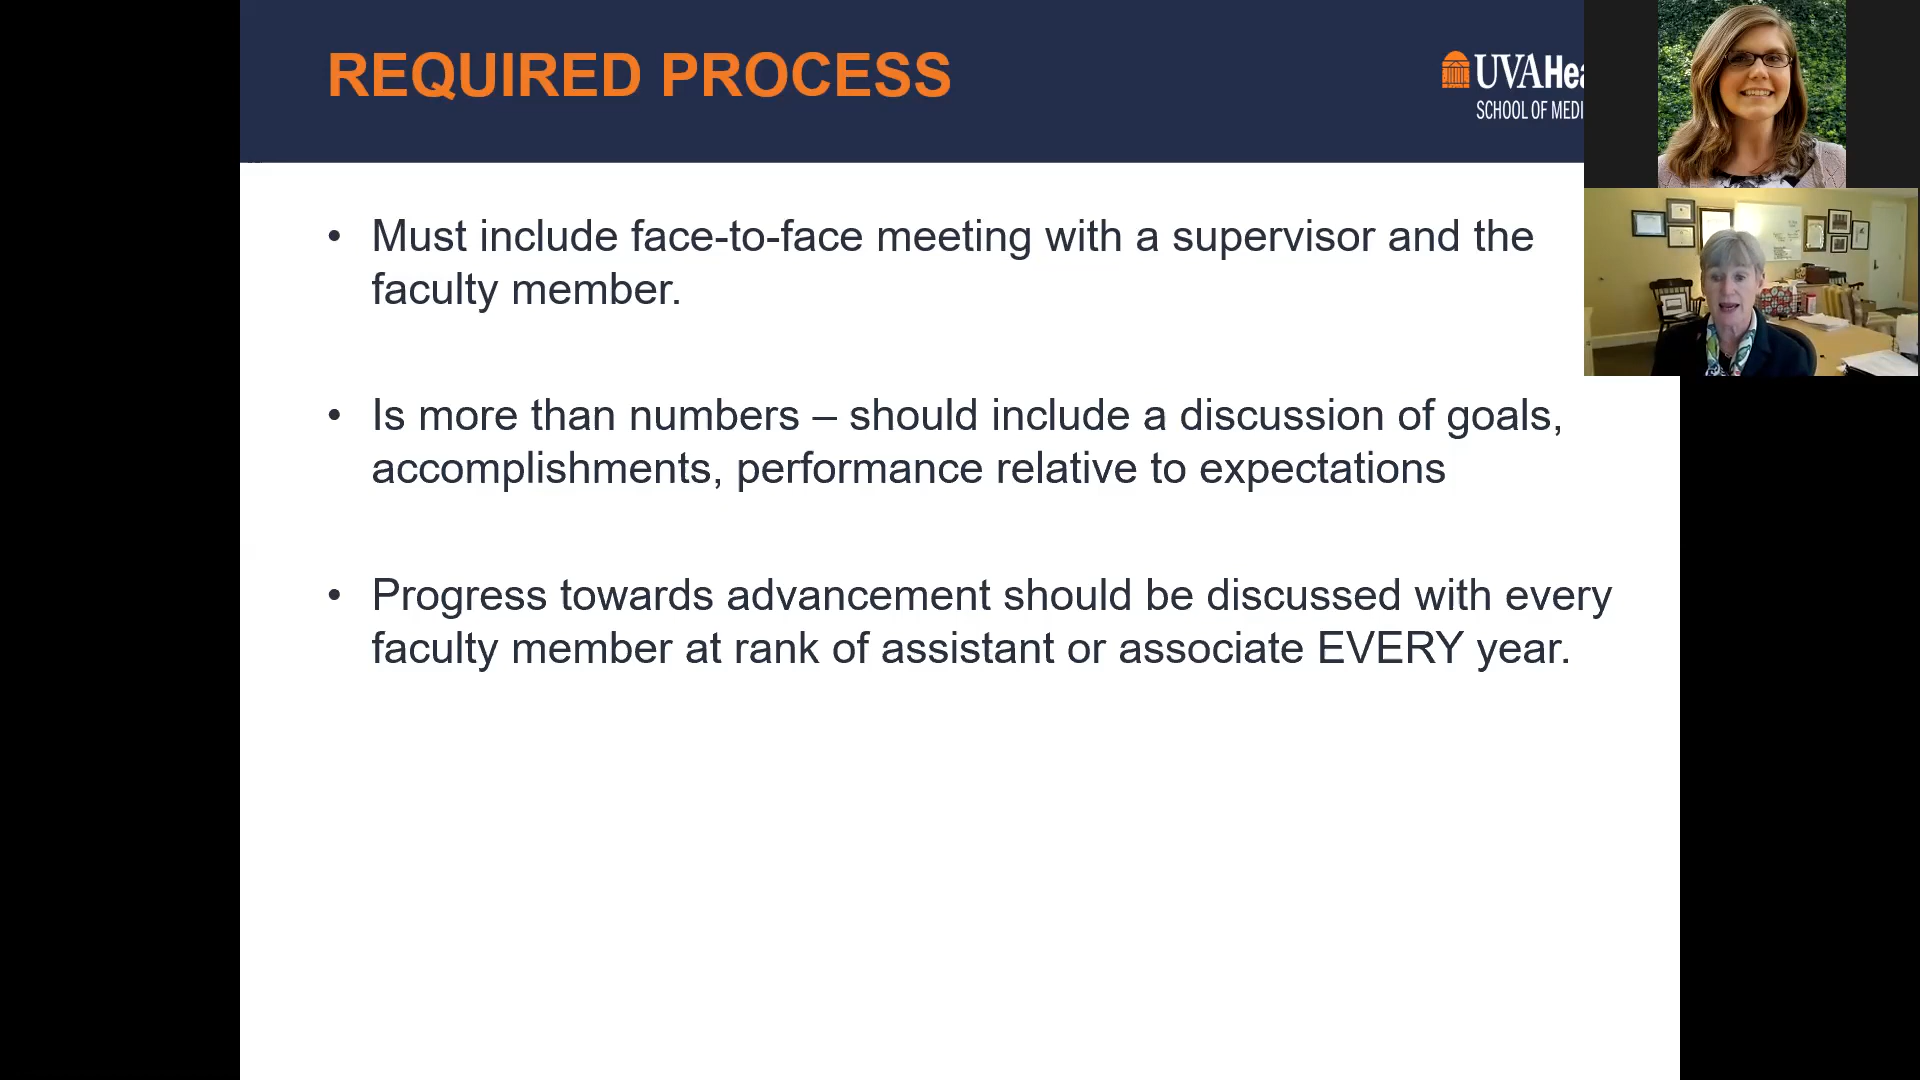 REQUIRED PROCESS
UVAHea
SCHOOL OF MEDI
• Must include face-to-face meeting with a supervisor and the
faculty member.
• Is more than numbers – should include a discussion of goals,
accomplishments, performance relative to expectations
• Progress towards advancement should be discussed with every
faculty member at rank of assistant or associate EVERY year.